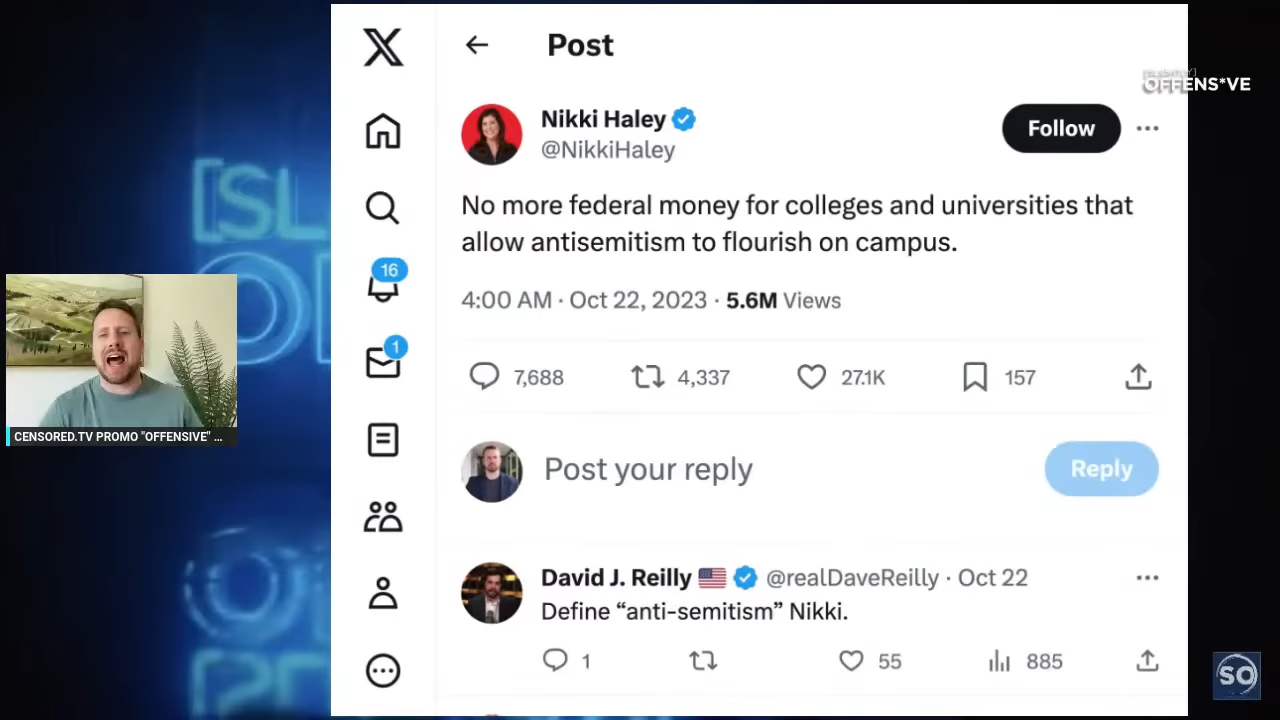 Post
[SLIGHTLY]
OFFENS*VE
Nikki Haley
@NikkiHaley
Follow
No more federal money for colleges and universities that
allow antisemitism to flourish on campus.
4:00 AM · Oct 22, 2023 · 5.6M Views
16
1
7,688
4,337
27.1K
157
CENSORED.TV PROMO "OFFENSIVE" ...
Post your reply
Reply
David J. Reilly @realDaveReilly · Oct 22
Define “anti-semitism” Nikki.
1
55
885
SO
[SL